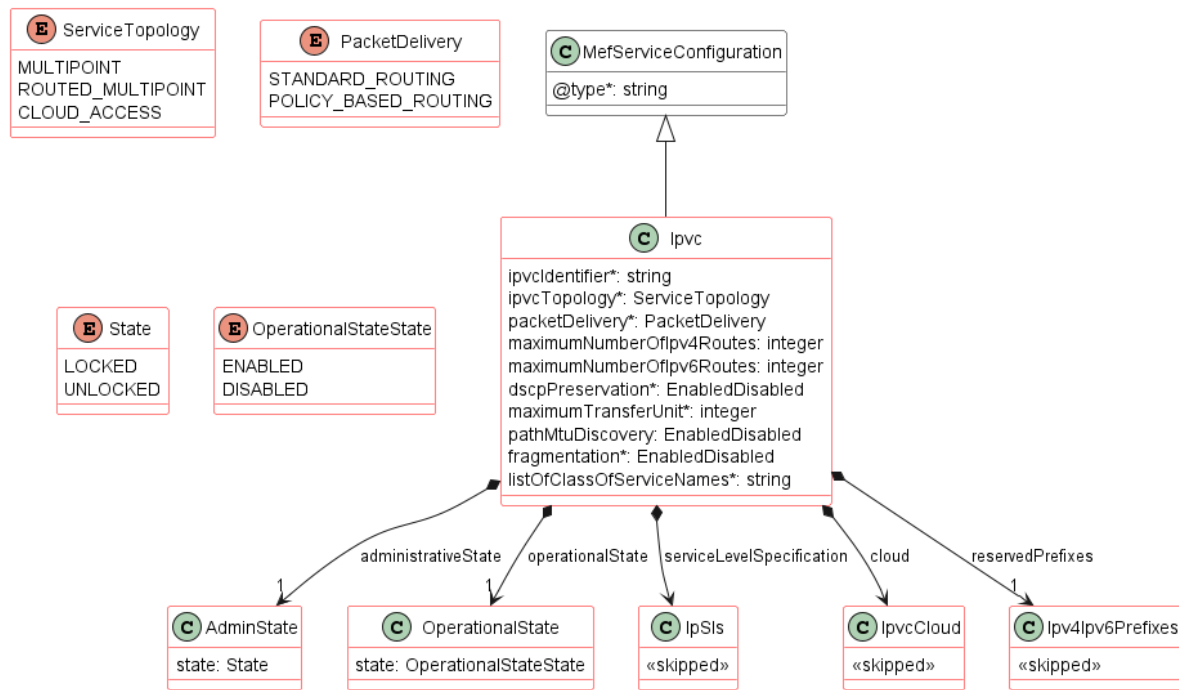 E ServiceTopology
MULTIPOINT
ROUTED_MULTIPOINT
CLOUD_ACCESS
E PacketDelivery
STANDARD_ROUTING
POLICY_BASED_ROUTING
C MefServiceConfiguration
@type*: string
C Ipvc
ipvcIdentifier*: string
ipvcTopology*: ServiceTopology
packetDelivery*: PacketDelivery
maximumNumberOfIpv4Routes: integer
maximumNumberOfIpv6Routes: integer
dscpPreservation*: EnabledDisabled
maximumTransferUnit*: integer
pathMtuDiscovery: EnabledDisabled
fragmentation*: EnabledDisabled
listOfClassOfServiceNames*: string
E State
LOCKED
UNLOCKED
E OperationalStateState
ENABLED
DISABLED
administrativeState
operationalState
serviceLevelSpecification
cloud
reservedPrefixes
1
1
1
C AdminState
state: State
C OperationalState
state: OperationalStateState
C IpSls
«skipped»
C IpvcCloud
«skipped»
C Ipv4Ipv6Prefixes
«skipped»